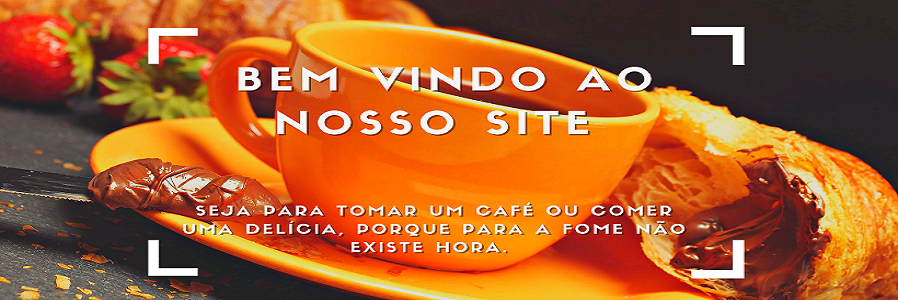 BEM VINDO AO
NOSSO SITE
SEJA PARA TOMAR UM CAFÉ OU COMER
UMA DELÍCIA, PORQUE PARA A FOME NÃO
EXISTE HORA.